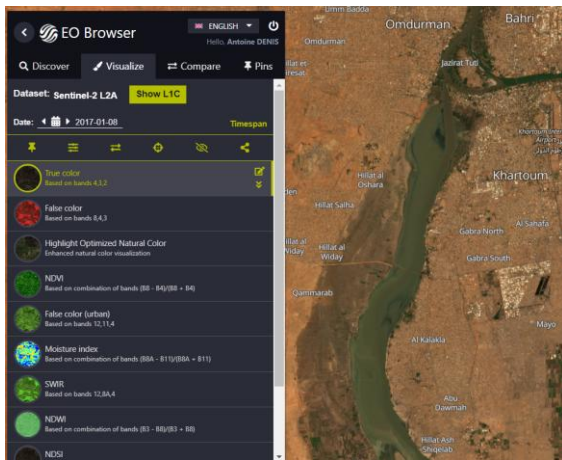 EO Browser
ENGLISH
Hello, Antoine DENIS
Discover
Visualize
Compare
Pins
Dataset: Sentinel-2 L2A
Show L1C
Date: 2017-01-08
Timespan
True color
Based on bands 4,3,2
False color
Based on bands 8,4,3
Highlight Optimized Natural Color
Enhanced natural color visualization
NDVI
Based on combination of bands (B8 - B4)/(B8 + B4)
False color (urban)
Based on bands 12,11,4
Moisture index
Based on combination of bands (B8A - B11)/(B8A + B11)
SWIR
Based on bands 12,8A,4
NDWI
Based on combination of bands (B3 - B8)/(B3 + B8)
NDSI
Umm Badda
Omdurman
Bahri
Omdurman
Jazirat Tuti
Khartoum
Hillat al
Oshara
Hillat Salha
Al Sahafa
Gabra North
Hillat al
Widay
Gabra South
Qammarab
Mayo
Al Kalakla
Abu
Dawmah
Hillat Ash
Shiqelab